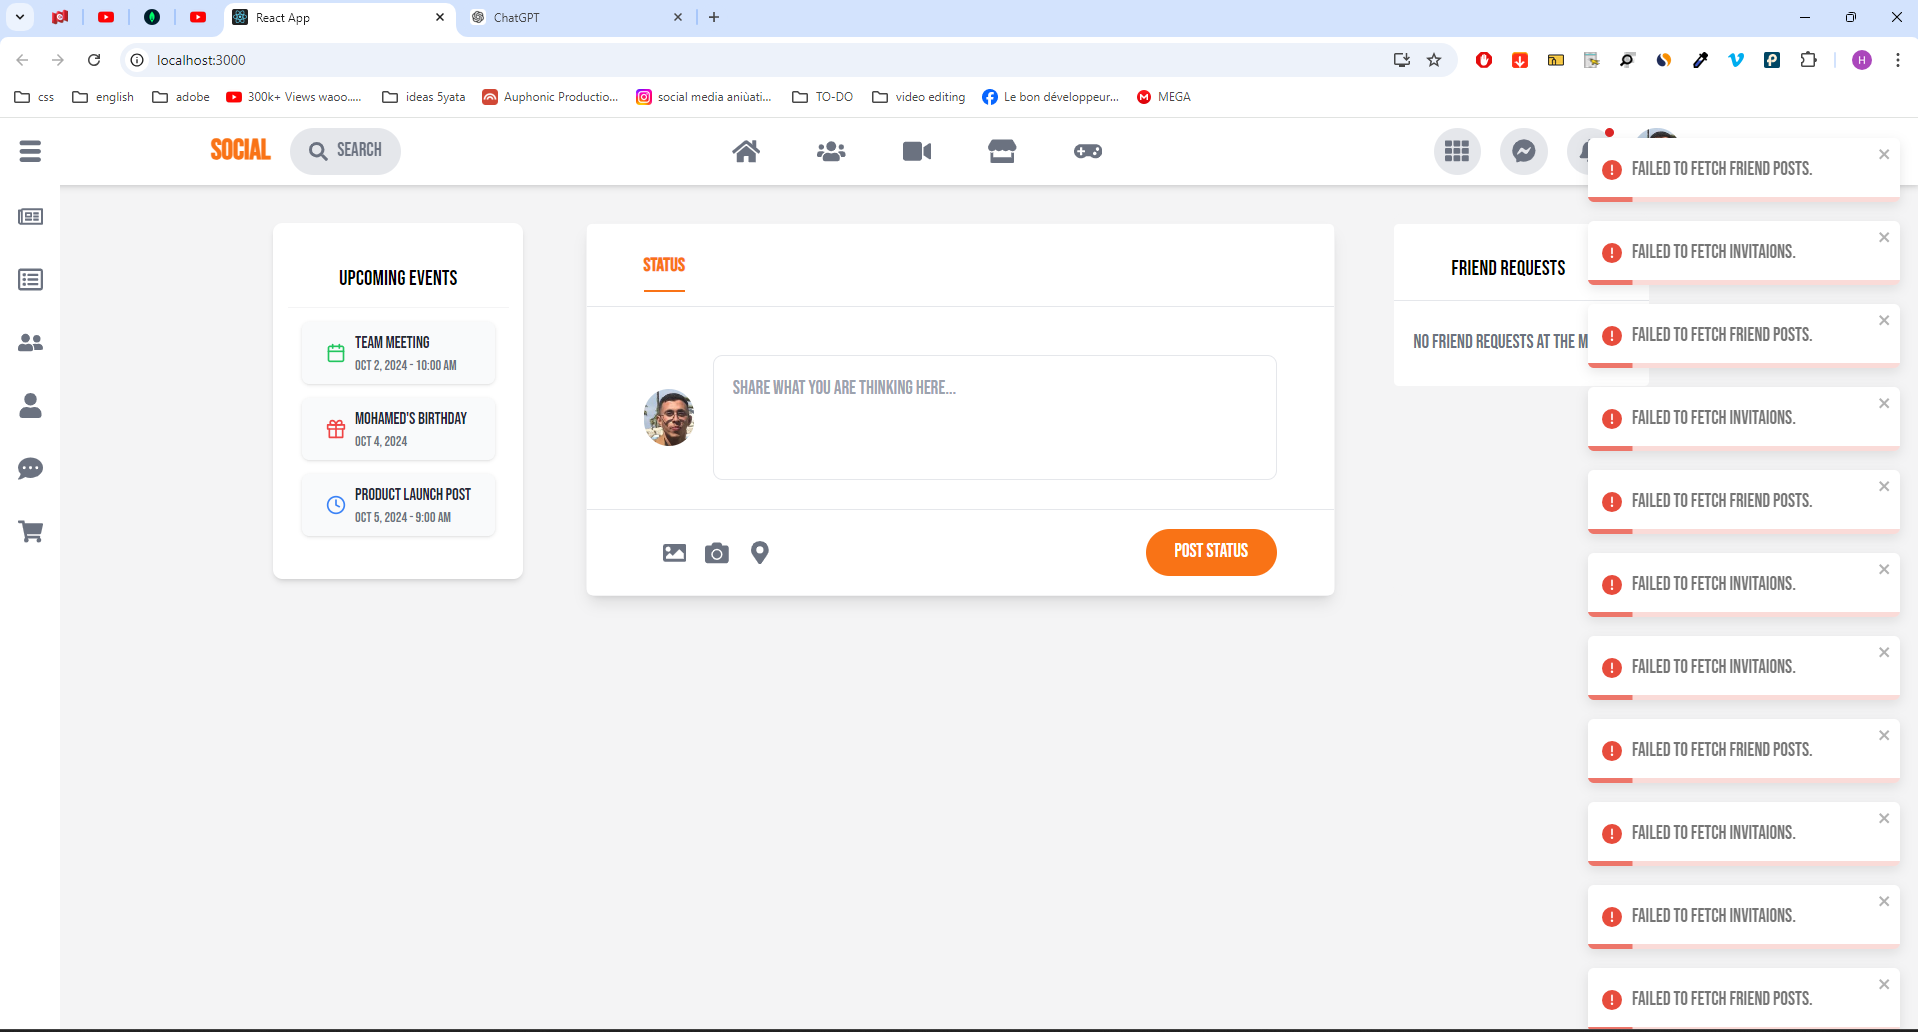 React App
ChatGPT
localhost:3000
H
css
english
adobe
300k+ Views waoo.....
ideas 5yata
Auphonic Productio...
social media aniùati...
TO-DO
video editing
Le bon développeur...
MEGA
SOCIAL
SEARCH
UPCOMING EVENTS
TEAM MEETING
OCT 2, 2024 - 10:00 AM
MOHAMED'S BIRTHDAY
OCT 4, 2024
PRODUCT LAUNCH POST
OCT 5, 2024 - 9:00 AM
STATUS
SHARE WHAT YOU ARE THINKING HERE...
POST STATUS
FRIEND REQUESTS
NO FRIEND REQUESTS AT THE M
FAILED TO FETCH FRIEND POSTS.
FAILED TO FETCH INVITAIONS.
FAILED TO FETCH FRIEND POSTS.
FAILED TO FETCH INVITAIONS.
FAILED TO FETCH FRIEND POSTS.
FAILED TO FETCH INVITAIONS.
FAILED TO FETCH INVITAIONS.
FAILED TO FETCH FRIEND POSTS.
FAILED TO FETCH INVITAIONS.
FAILED TO FETCH INVITAIONS.
FAILED TO FETCH FRIEND POSTS.